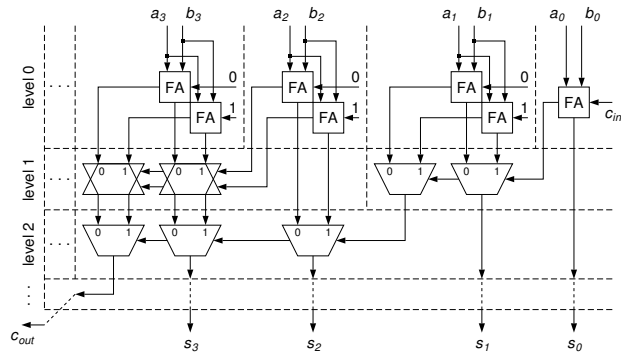 a3 b3 a2 b2 a1 b1 a0 b0
level 0
. . .
FA 0 FA 0 FA 0 FA
FA 1 FA 1 FA 1 cin
level 1
. . .
0 1 0 1 0 1 0 1
level 2
. . .
0 1 0 1 0 1
. . .
cout s3 s2 s1 s0